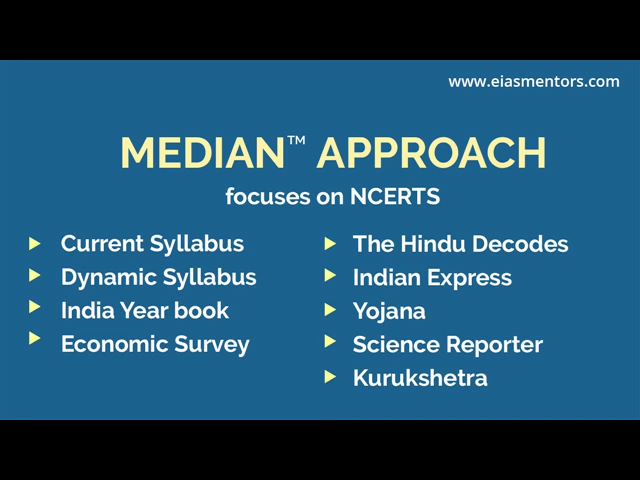 www.eiasmentors.com
MEDIAN™ APPROACH
focuses on NCERTS
Current Syllabus
Dynamic Syllabus
India Year book
Economic Survey
The Hindu Decodes
Indian Express
Yojana
Science Reporter
Kurukshetra